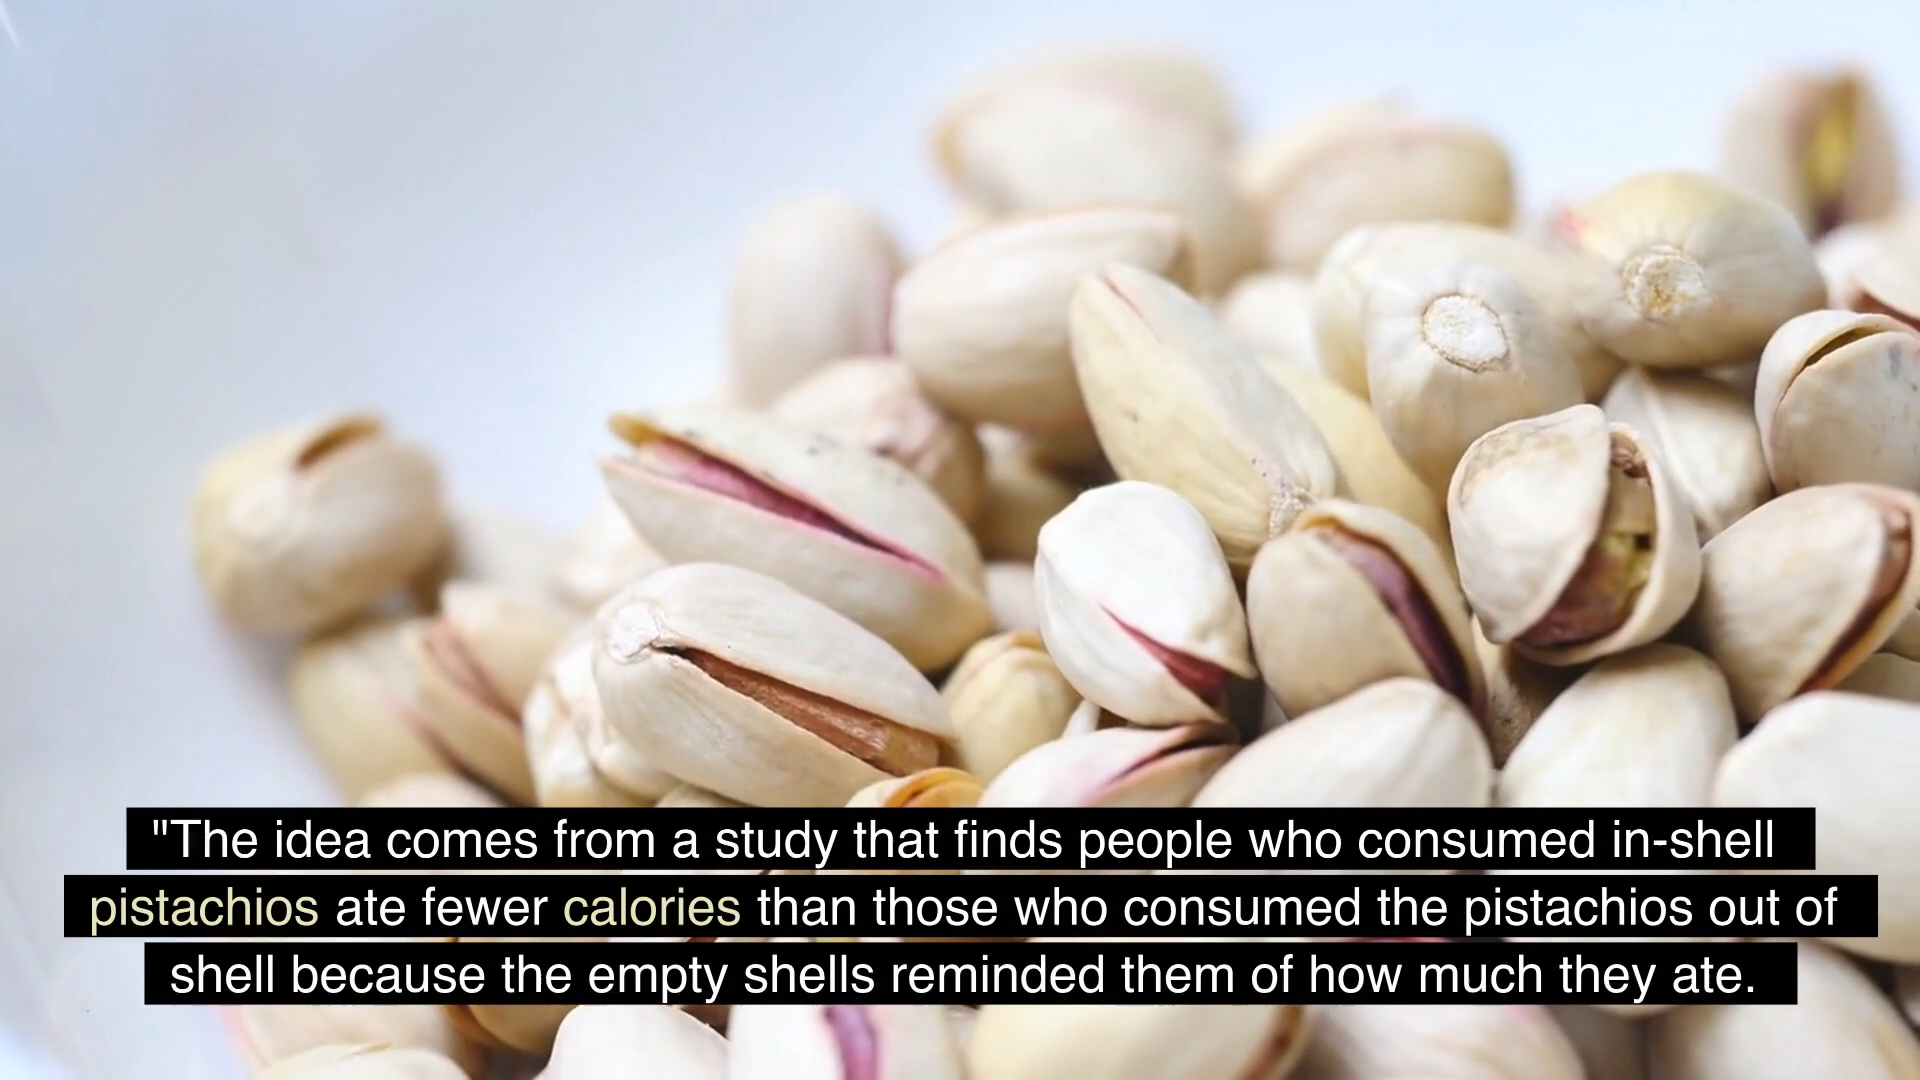 "The idea comes from a study that finds people who consumed in-shell
pistachios ate fewer calories than those who consumed the pistachios out of
shell because the empty shells reminded them of how much they ate.